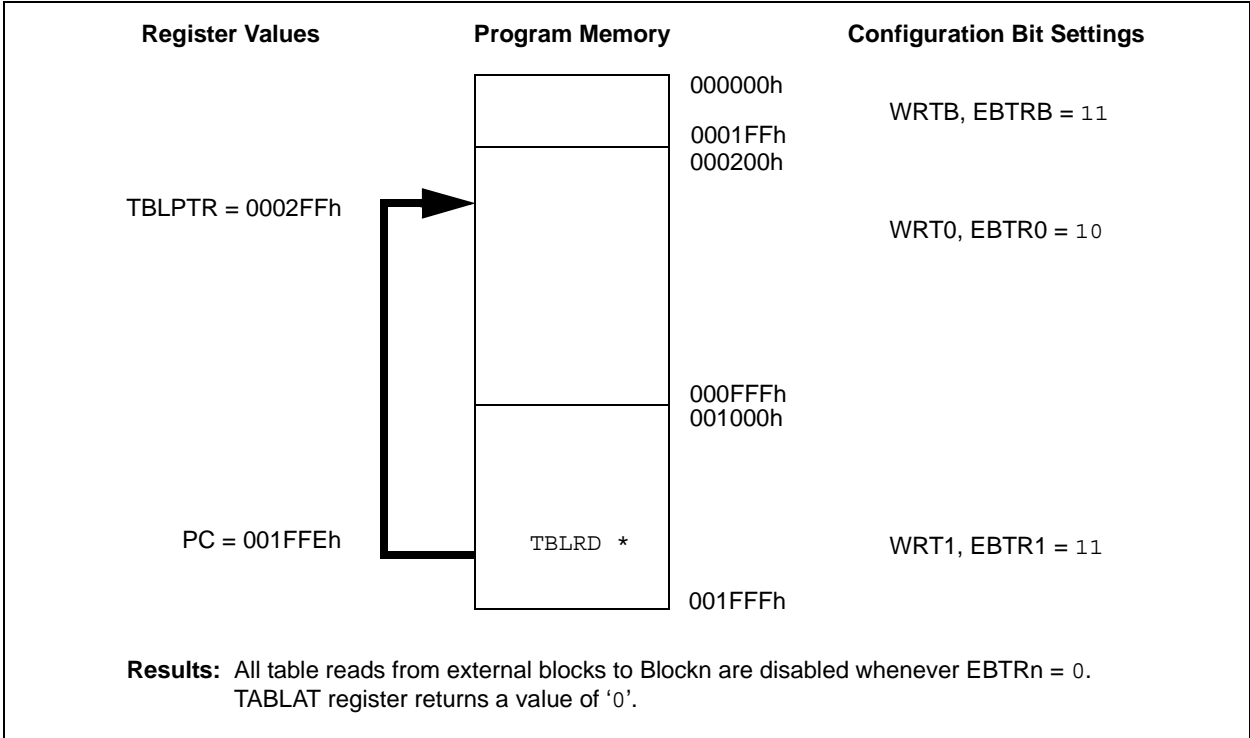 Register Values Program Memory Configuration Bit Settings
000000h
WRTB, EBTRB = 11
0001FFh
000200h
TBLPTR = 0002FFh
WRT0, EBTR0 = 10
000FFFh
001000h
PC = 001FFEh TBLRD * WRT1, EBTR1 = 11
001FFFh
Results: All table reads from external blocks to Blockn are disabled whenever EBTRn = 0.
TABLAT register returns a value of ‘0’.